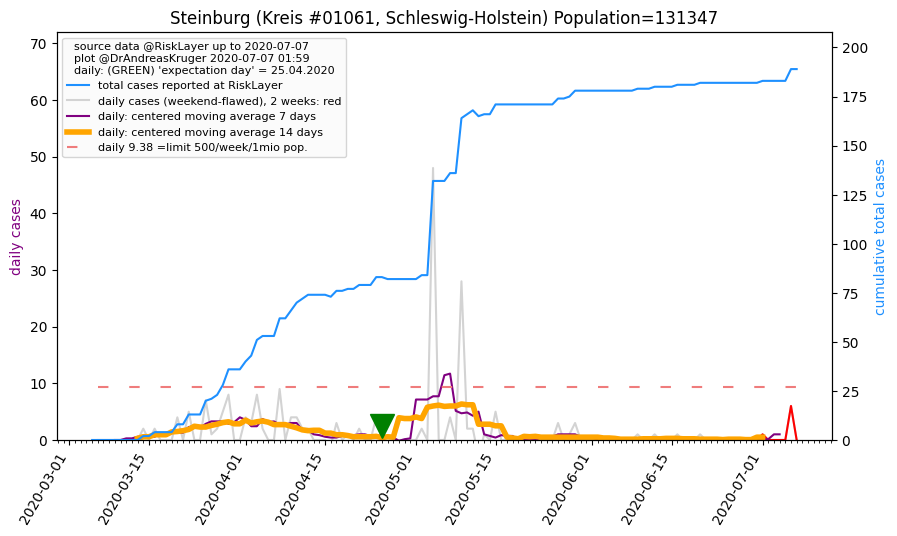 Steinburg (Kreis #01061, Schleswig-Holstein) Population=131347
source data @RiskLayer up to 2020-07-07
plot @DrAndreasKruger 2020-07-07 01:59
daily: (GREEN) 'expectation day' = 25.04.2020
total cases reported at RiskLayer
daily cases (weekend-flawed), 2 weeks: red
daily: centered moving average 7 days
daily: centered moving average 14 days
daily 9.38 =limit 500/week/1mio pop.
daily cases
70
60
50
40
30
20
10
0
cumulative total cases
200
175
150
125
100
75
50
25
0
2020-03-01
2020-03-15
2020-04-01
2020-04-15
2020-05-01
2020-05-15
2020-06-01
2020-06-15
2020-07-01